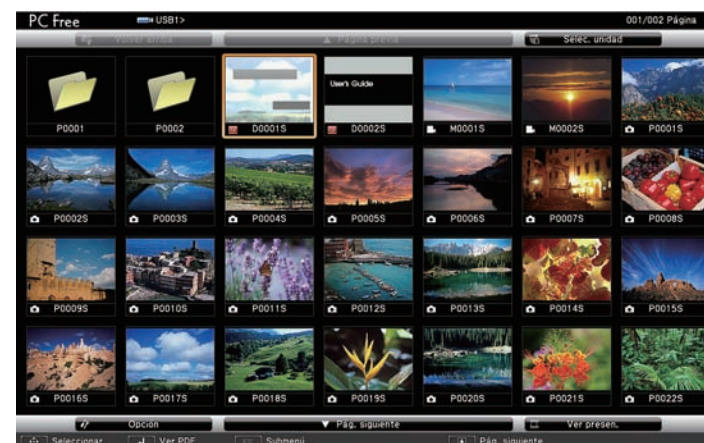 PC Free USB1> 001/002 Página
Volver arriba ▲ Página previa Selec. unidad
User's Guide
P0001 P0002 D0001S D0002S M0001S M0002S P0001S
P0002S P0003S P0004S P0005S P0006S P0007S P0008S
P0009S P0010S P0011S P0012S P0013S P0014S P0015S
P0016S P0017S P0018S P0019S P0020S P0021S P0022S
Opción ▼ Pág. siguiente Ver presen.
Seleccionar Ver PDF Submenú Pág. siguiente